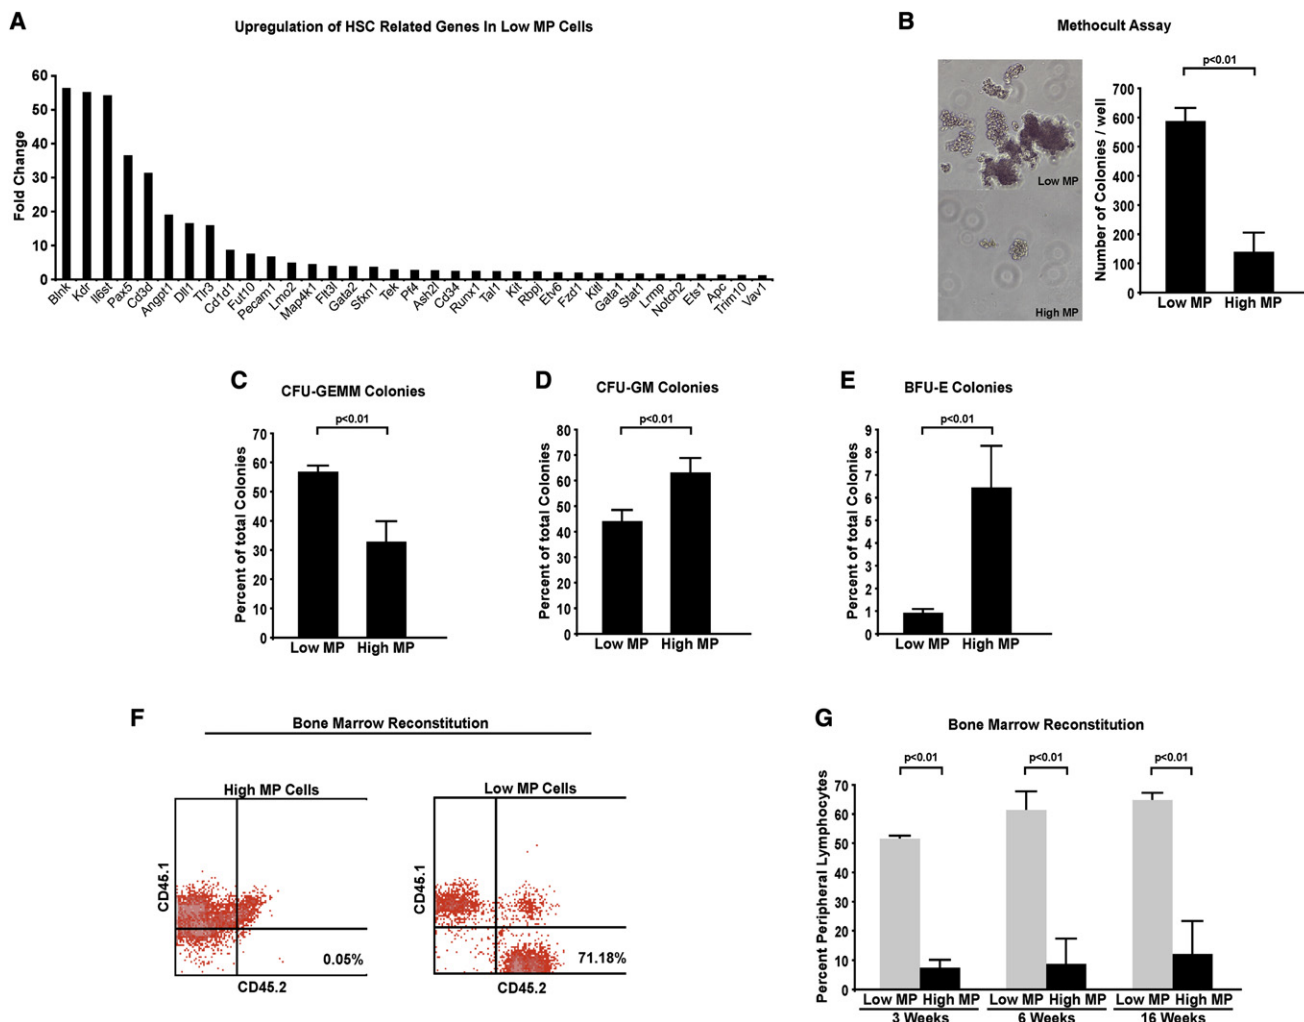 A
Upregulation of HSC Related Genes In Low MP Cells
Fold Change
60
50
40
30
20
10
0
Blnk Kdr Il6st Pax5 Cd3d Angpt1 Dll1 Tlr3 Cd1d1 Fut10 Pecam1 Lmo2 Map4k1 Flt3l Gata2 Sfxn1 Tek Pf4 Ash2l Cd34 Runx1 Tal1 Kit Rbpj Etv6 Fzd1 Kitl Gata1 Stat1 Lrmp Notch2 Ets1 Apc Trim10 Vav1
B
Methocult Assay
Low MP
High MP
p<0.01
Number of Colonies / well
700
600
500
400
300
200
100
0
Low MP High MP
C
CFU-GEMM Colonies
p<0.01
Percent of total Colonies
70
60
50
40
30
20
10
0
Low MP High MP
D
CFU-GM Colonies
p<0.01
Percent of total Colonies
80
70
60
50
40
30
20
10
0
Low MP High MP
E
BFU-E Colonies
p<0.01
Percent of total Colonies
9
8
7
6
5
4
3
2
1
0
Low MP High MP
F
Bone Marrow Reconstitution
High MP Cells
CD45.1
0.05%
CD45.2
Low MP Cells
CD45.1
71.18%
CD45.2
G
Bone Marrow Reconstitution
p<0.01 p<0.01 p<0.01
Percent Peripheral Lymphocytes
70
60
50
40
30
20
10
0
Low MP High MP Low MP High MP Low MP High MP
3 Weeks 6 Weeks 16 Weeks